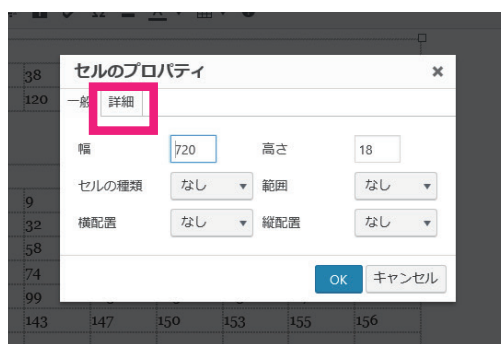 38
セルのプロパティ ×
120
一般 詳細
幅 720 高さ 18
セルの種類 なし 範囲 なし
9
横配置 なし 縦配置 なし
32
58
74
OK キャンセル
99
143 147 150 153 155 156